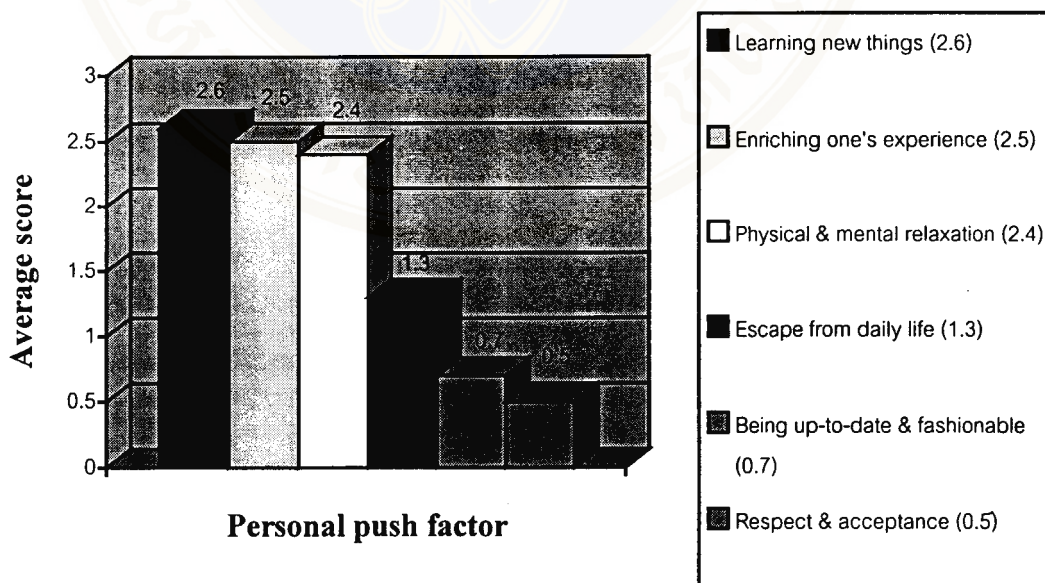 Average score
3
2.5
2
1.5
1
0.5
0
2.6
2.5
2.4
1.3
0.7
0.5
Personal push factor
Learning new things (2.6)
Enriching one's experience (2.5)
Physical & mental relaxation (2.4)
Escape from daily life (1.3)
Being up-to-date & fashionable
(0.7)
Respect & acceptance (0.5)